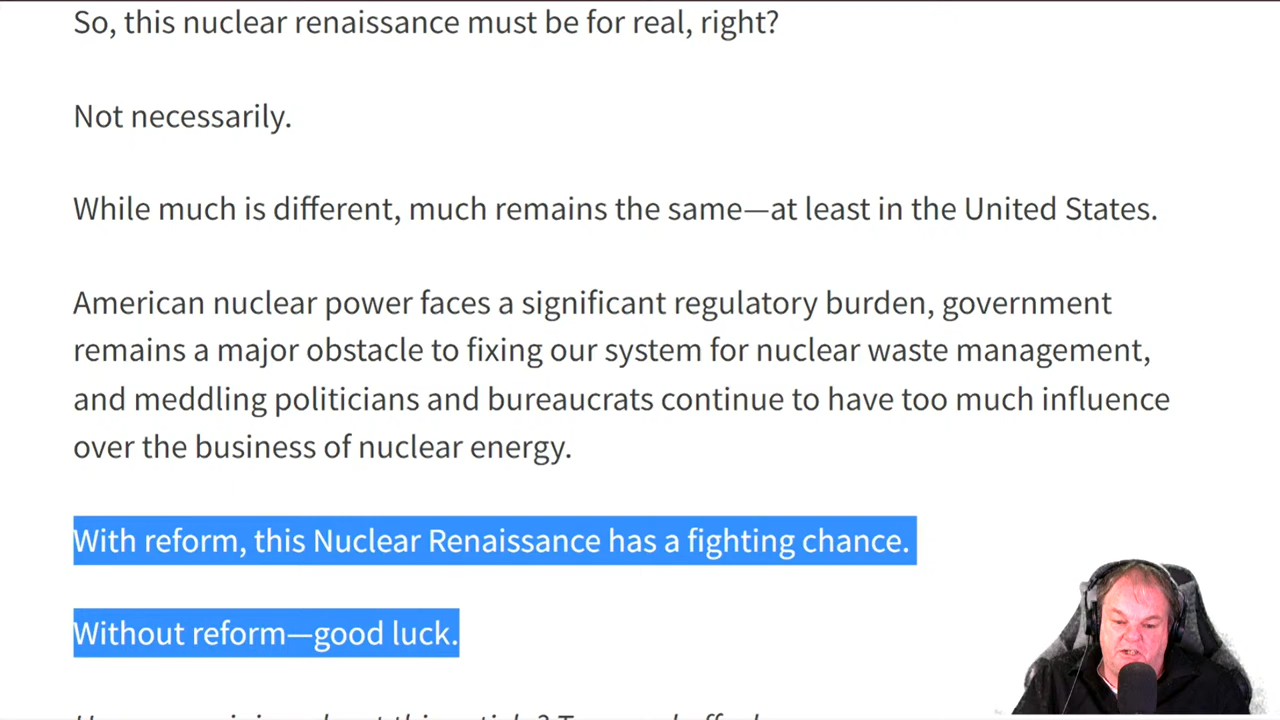 So, this nuclear renaissance must be for real, right?
Not necessarily.
While much is different, much remains the same—at least in the United States.
American nuclear power faces a significant regulatory burden, government
remains a major obstacle to fixing our system for nuclear waste management,
and meddling politicians and bureaucrats continue to have too much influence
over the business of nuclear energy.
With reform, this Nuclear Renaissance has a fighting chance.
Without reform—good luck.